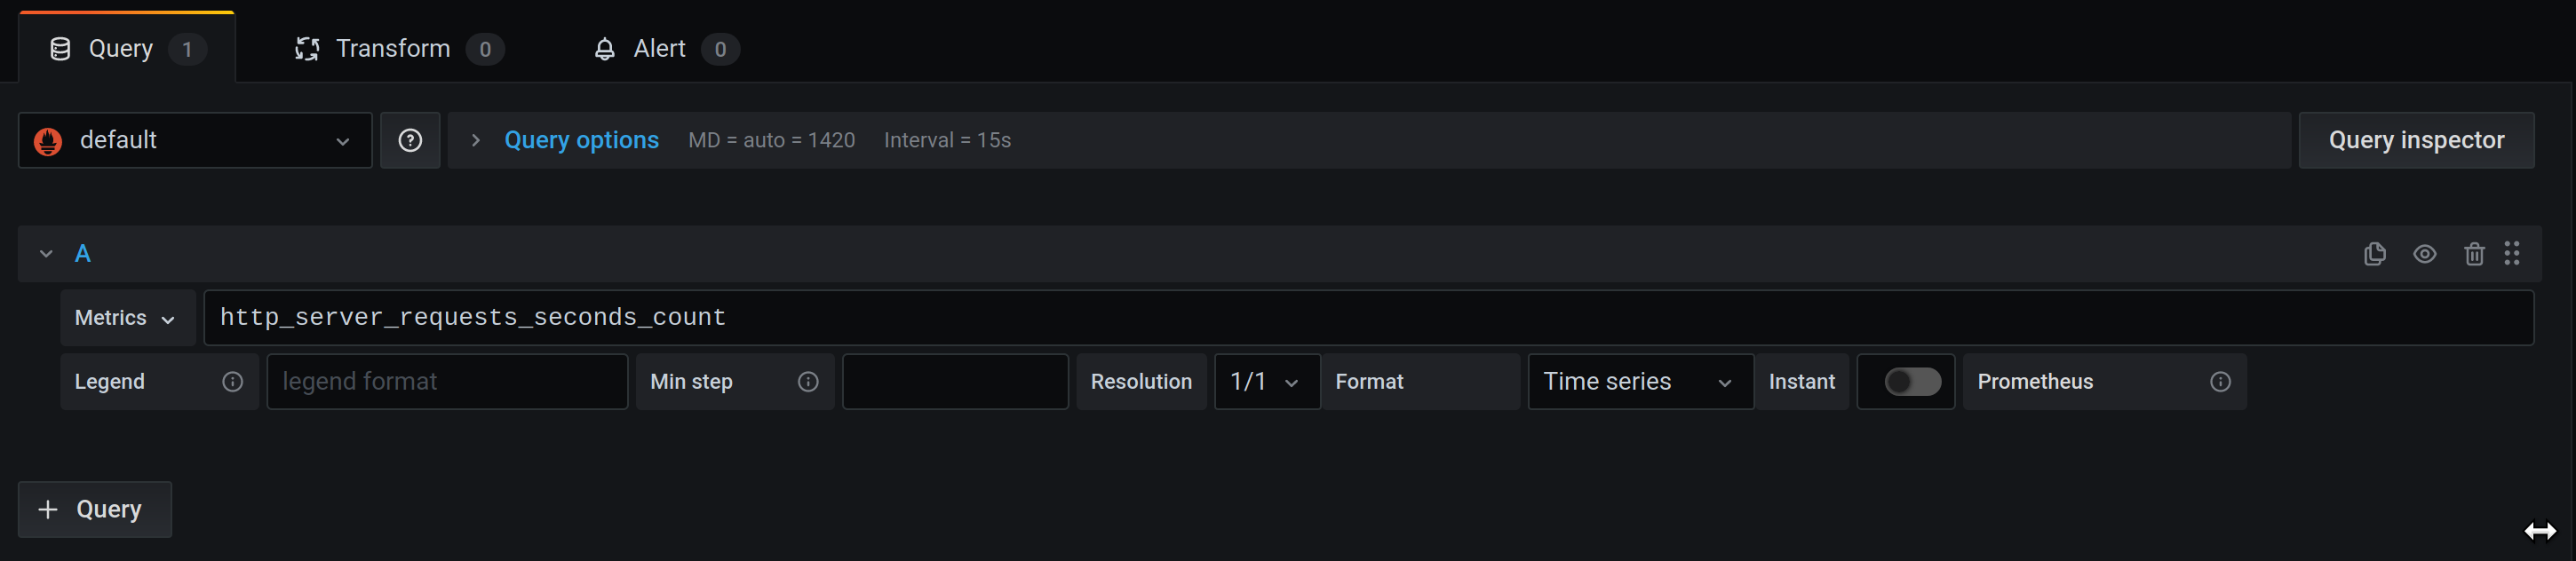 Query 1 Transform 0 Alert 0
default Query options MD = auto = 1420 Interval = 15s Query inspector
A
Metrics http_server_requests_seconds_count
Legend legend format Min step Resolution 1/1 Format Time series Instant Prometheus
+ Query